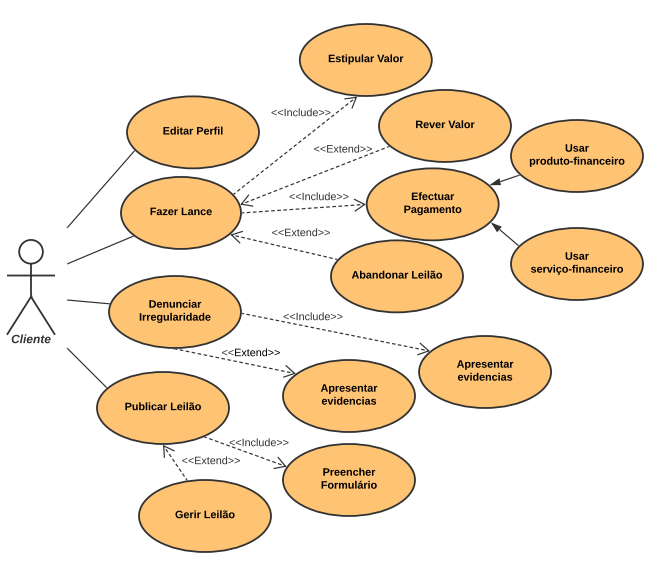 Estipular Valor
<<Include>>
Editar Perfil
Rever Valor
<<Extend>>
Usar
produto-financeiro
<<Include>>
Efectuar
Pagamento
Fazer Lance
<<Extend>>
Usar
serviço-financeiro
Abandonar Leilão
Denunciar
Irregularidade
<<Include>>
Cliente
<<Extend>>
Apresentar
evidencias
Apresentar
evidencias
Publicar Leilão
<<Include>>
<<Extend>>
Preencher
Formulário
Gerir Leilão